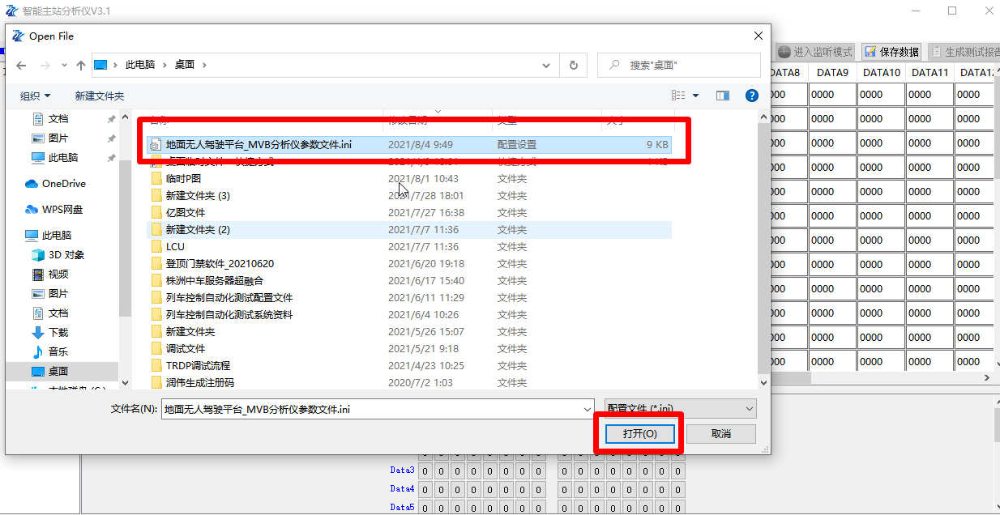 智能主站分析仪V3.1
Open File
此电脑 › 桌面 ›
搜索"桌面"
进入监听模式 保存数据 生成测试报告
组织 新建文件夹
DATA8 DATA9 DATA10 DATA11 DATA12
文档
图片
此电脑
OneDrive
WPS网盘
此电脑
3D 对象
视频
图片
文档
下载
音乐
桌面
名称 修改日期 类型 大小
地面无人驾驶平台_MVB分析仪参数文件.ini 2021/8/4 9:49 配置设置 9 KB
临时P图 2021/8/1 10:43 文件夹
新建文件夹 (3) 2021/7/28 18:01 文件夹
亿图文件 2021/7/27 16:38 文件夹
新建文件夹 (2) 2021/7/7 11:36 文件夹
LCU 2021/7/7 11:36 文件夹
登顶门禁软件_20210620 2021/6/20 19:18 文件夹
株洲中车服务器超融合 2021/6/17 15:40 文件夹
列车控制自动化测试配置文件 2021/6/11 11:29 文件夹
列车控制自动化测试系统资料 2021/6/4 10:26 文件夹
新建文件夹 2021/5/26 15:07 文件夹
调试文件 2021/5/21 9:18 文件夹
TRDP调试流程 2021/4/23 10:25 文件夹
润伟生成注册码 2020/7/2 1:03 文件夹
000 0000 0000 0000 0000
000 0000 0000 0000 0000
000 0000 0000 0000 0000
000 0000 0000 0000 0000
000 0000 0000 0000 0000
000 0000 0000 0000 0000
000 0000 0000 0000 0000
000 0000 0000 0000 0000
000 0000 0000 0000 0000
000 0000 0000 0000 0000
000 0000 0000 0000 0000
000 0000 0000 0000 0000
文件名(N): 地面无人驾驶平台_MVB分析仪参数文件.ini 配置文件 (*.ini)
打开(O) 取消
Data3 0 0 0 0 0 0 0 0 0 0 0 0 0 0 0 0
Data4 0 0 0 0 0 0 0 0 0 0 0 0 0 0 0 0
Data5 0 0 0 0 0 0 0 0 0 0 0 0 0 0 0 0